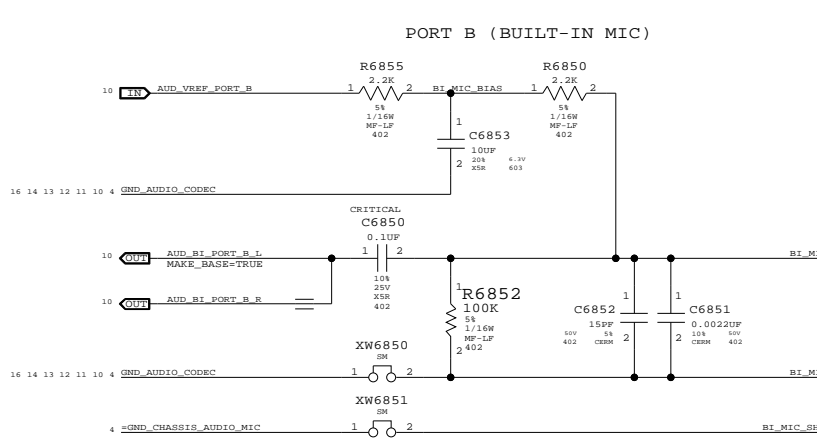 PORT B (BUILT-IN MIC)
R6855
2.2K
R6850
2.2K
10 IN AUD_VREF_PORT_B 1 2 BI_MIC_BIAS 1 2
5%
1/16W
MF-LF
402
5%
1/16W
MF-LF
402
1
C6853
10UF
2 20% 6.3V
X5R 603
16 14 13 12 11 10 4 GND_AUDIO_CODEC
CRITICAL
C6850
0.1UF
10 OUT AUD_BI_PORT_B_L 1 2
MAKE_BASE=TRUE
10%
25V
X5R
402
10 OUT AUD_BI_PORT_B_R
1 R6852
100K
5%
1/16W
MF-LF
2 402
1
C6852
15PF
50V 5%
402 CERM 2
1
C6851
0.0022UF
10% 50V
2 CERM 402
BI_MI
XW6850
SM
16 14 13 12 11 10 4 GND_AUDIO_CODEC 1 2 BI_MI
XW6851
SM
4 =GND_CHASSIS_AUDIO_MIC 1 2 BI_MIC_SH